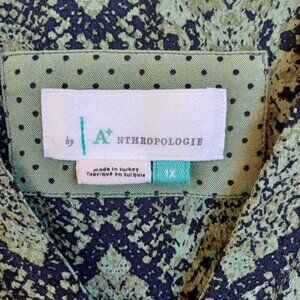 by A+ NTHROPOLOGIE
made in turkey
fabriqué en turquie
1X